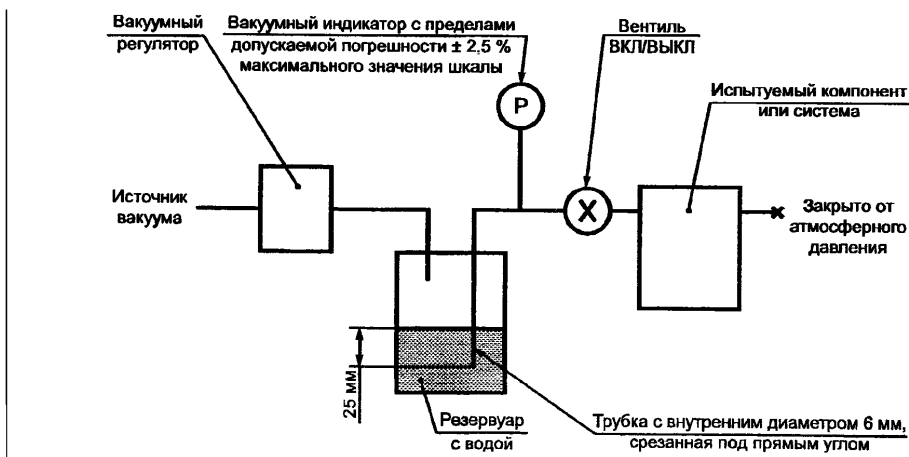 Вакуумный
регулятор
Вакуумный индикатор с пределами
допускаемой погрешности ± 2,5 %
максимального значения шкалы
Вентиль
ВКЛ/ВЫКЛ
P
Испытуемый компонент
или система
Источник
вакуума
X
Закрыто от
атмосферного
давления
25 мм
Резервуар
с водой
Трубка с внутренним диаметром 6 мм,
срезанная под прямым углом